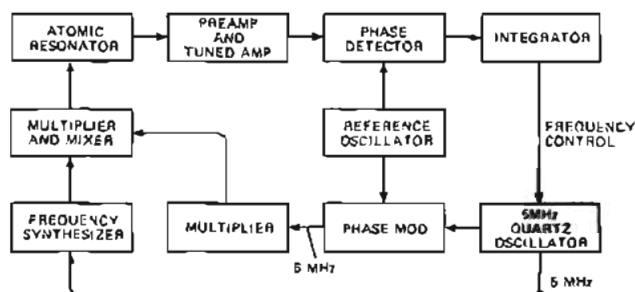 ATOMIC
RESONATOR
PREAMP
AND
TUNED AMP
PHASE
DETECTOR
INTEGRATOR
MULTIPLIER
AND MIXER
REFERENCE
OSCILLATOR
FREQUENCY
CONTROL
FREQUENCY
SYNTHESIZER
MULTIPLIER
PHASE MOD
5MHz
QUARTZ
OSCILLATOR
5 MHz
5 MHz